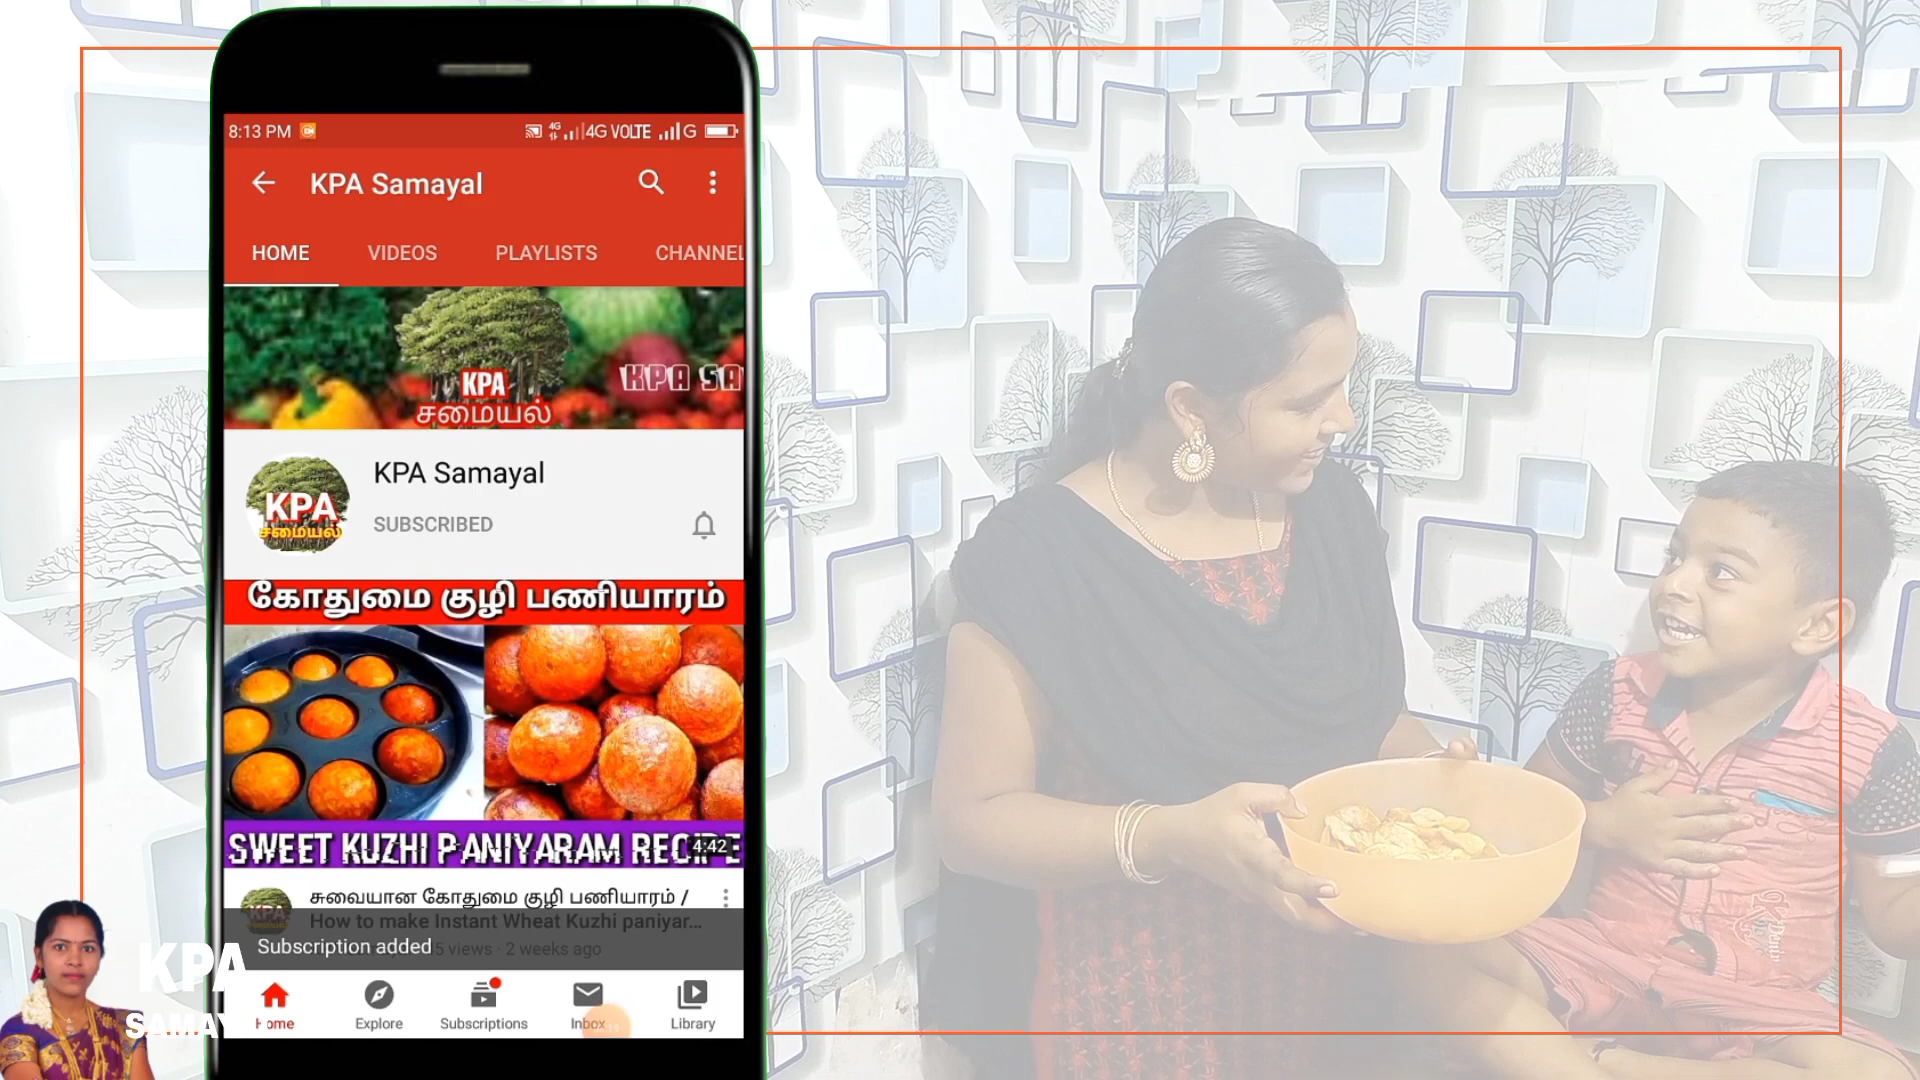 8:13 PM 4G 4G VOLTE G
KPA Samayal
HOME VIDEOS PLAYLISTS CHANNEL
KPA
சமையல்
KPA SA
KPA Samayal
SUBSCRIBED
KPA
சமையல்
கோதுமை குழி பணியாரம்
SWEET KUZHI PANIYARAM RECIPE
4:42
சுவையான கோதுமை குழி பணியாரம் /
How to make Instant Wheat Kuzhi paniyar...
5 views · 2 weeks ago
Subscription added
Home Explore Subscriptions Inbox Library
KPA
SAMAY